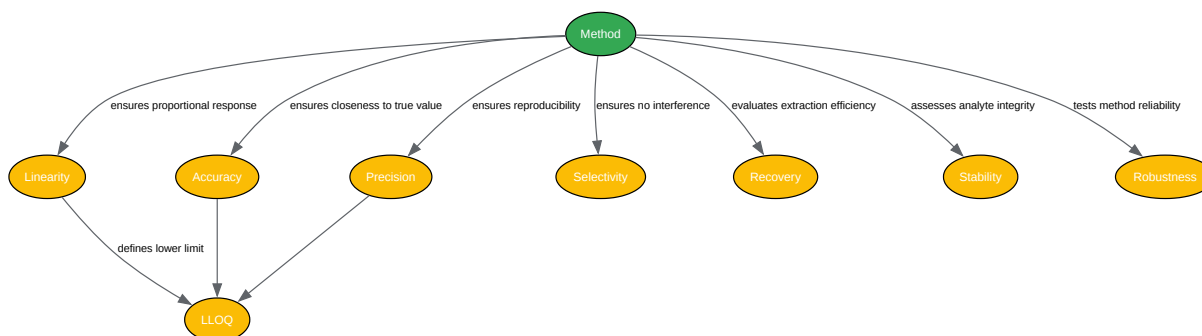 Method
ensures proportional response
ensures closeness to true value
ensures reproducibility
ensures no interference
evaluates extraction efficiency
assesses analyte integrity
tests method reliability
Linearity
Accuracy
Precision
Selectivity
Recovery
Stability
Robustness
defines lower limit
LLOQ